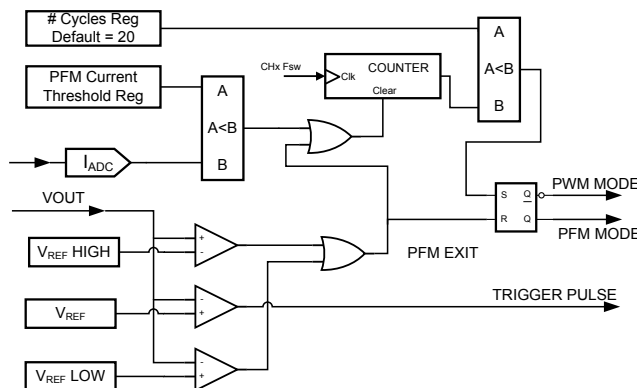 # Cycles Reg
Default = 20
PFM Current
Threshold Reg
A
A<B
B
I ADC
CHx Fsw
Clk
COUNTER
Clear
A
A<B
B
S
R
Q
Q
PWM MODE
PFM MODE
VOUT
VREF HIGH
+
-
PFM EXIT
VREF
-
+
TRIGGER PULSE
VREF LOW
-
+